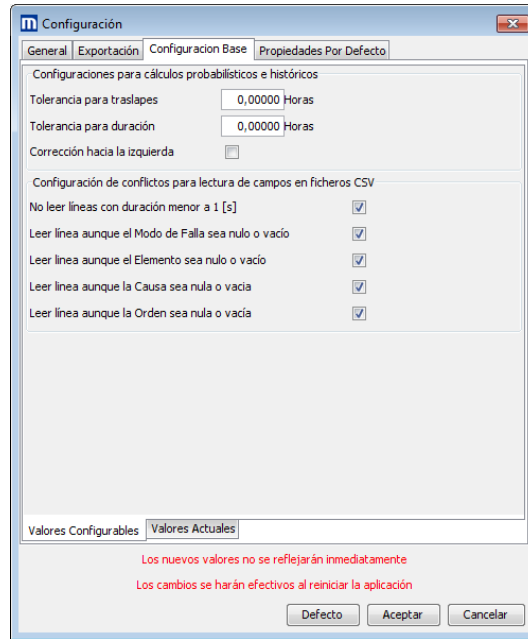 m Configuración
General Exportación Configuracion Base Propiedades Por Defecto
Configuraciones para cálculos probabilísticos e históricos
Tolerancia para traslapes 0,00000 Horas
Tolerancia para duración 0,00000 Horas
Corrección hacia la izquierda
Configuración de conflictos para lectura de campos en ficheros CSV
No leer líneas con duración menor a 1 [s]
Leer línea aunque el Modo de Falla sea nulo o vacío
Leer linea aunque el Elemento sea nulo o vacío
Leer linea aunque la Causa sea nula o vacia
Leer linea aunque la Orden sea nula o vacía
Valores Configurables Valores Actuales
Los nuevos valores no se reflejarán inmediatamente
Los cambios se harán efectivos al reiniciar la aplicación
Defecto Aceptar Cancelar